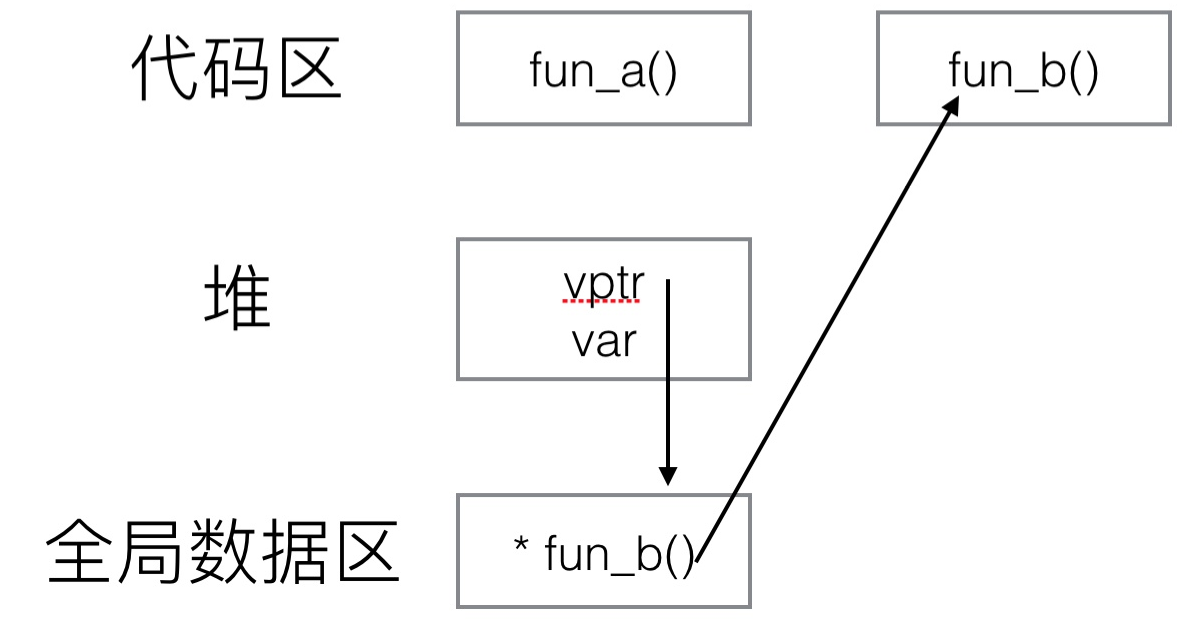 代码区
fun_a()
fun_b()
堆
vptr
var
全局数据区
* fun_b()